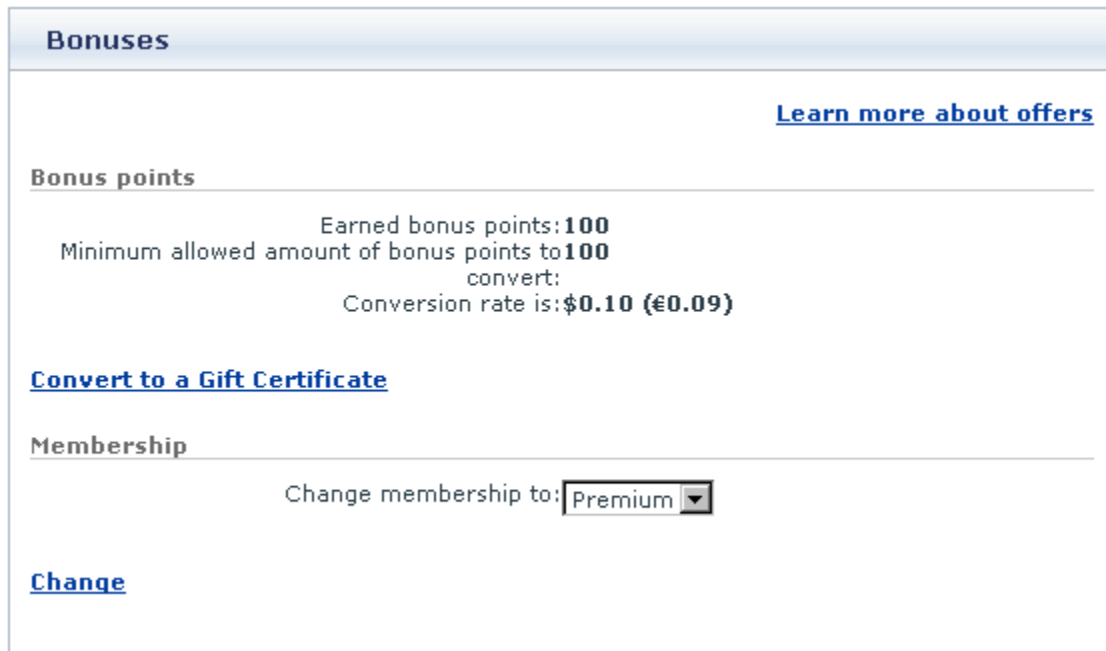 Bonuses
Learn more about offers
Bonus points
Earned bonus points:100
Minimum allowed amount of bonus points to100
convert:
Conversion rate is:$0.10 (€0.09)
Convert to a Gift Certificate
Membership
Change membership to: Premium
Change